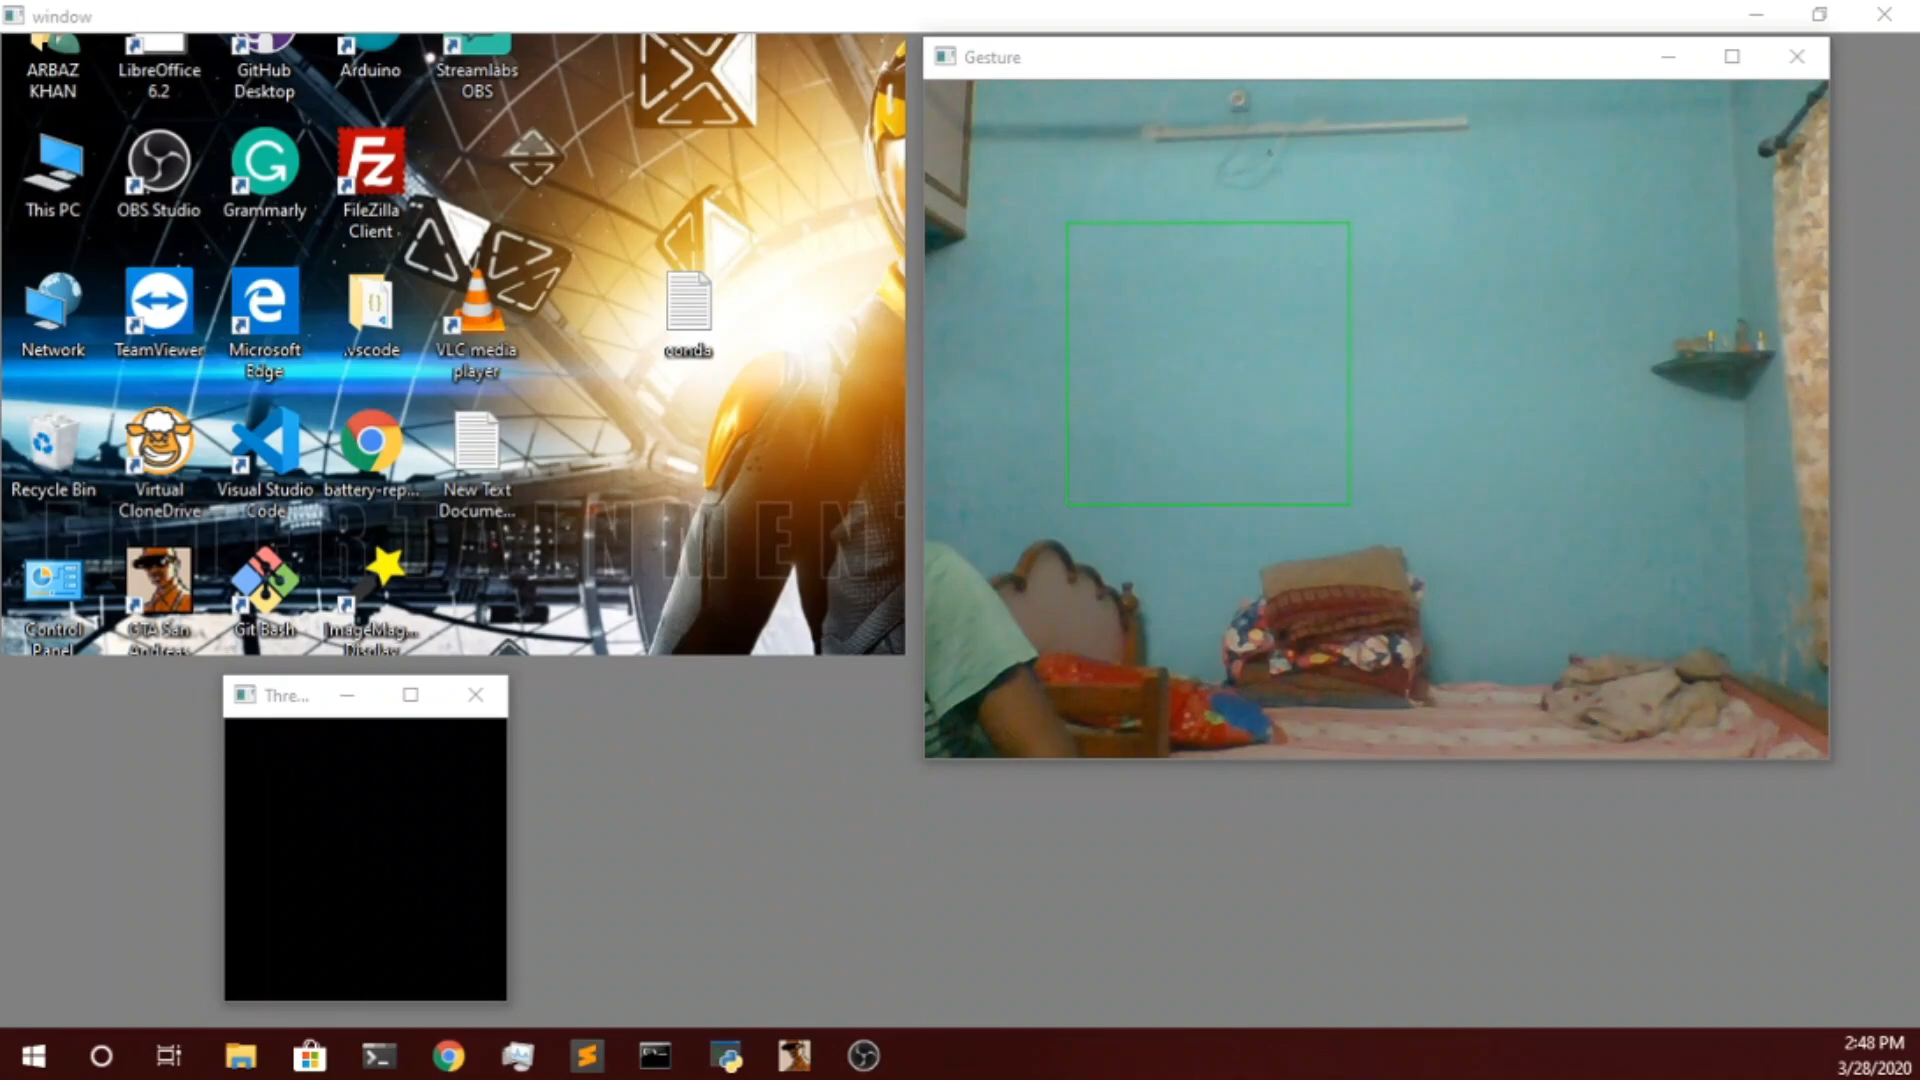 window
ARBAZ
KHAN
LibreOffice
6.2
GitHub
Desktop
Arduino
Streamlabs
OBS
This PC
OBS Studio
Grammarly
FileZilla
Client
Network
TeamViewer
Microsoft
Edge
.vscode
VLC media
player
conda
Recycle Bin
Virtual
CloneDrive
Visual Studio
Code
battery-rep...
New Text
Docume...
ENTERTAINMENT
Control
Panel
GTA San
Andreas
Git Bash
ImageMag...
Display
Gesture
Thre...
2:48 PM
3/28/2020